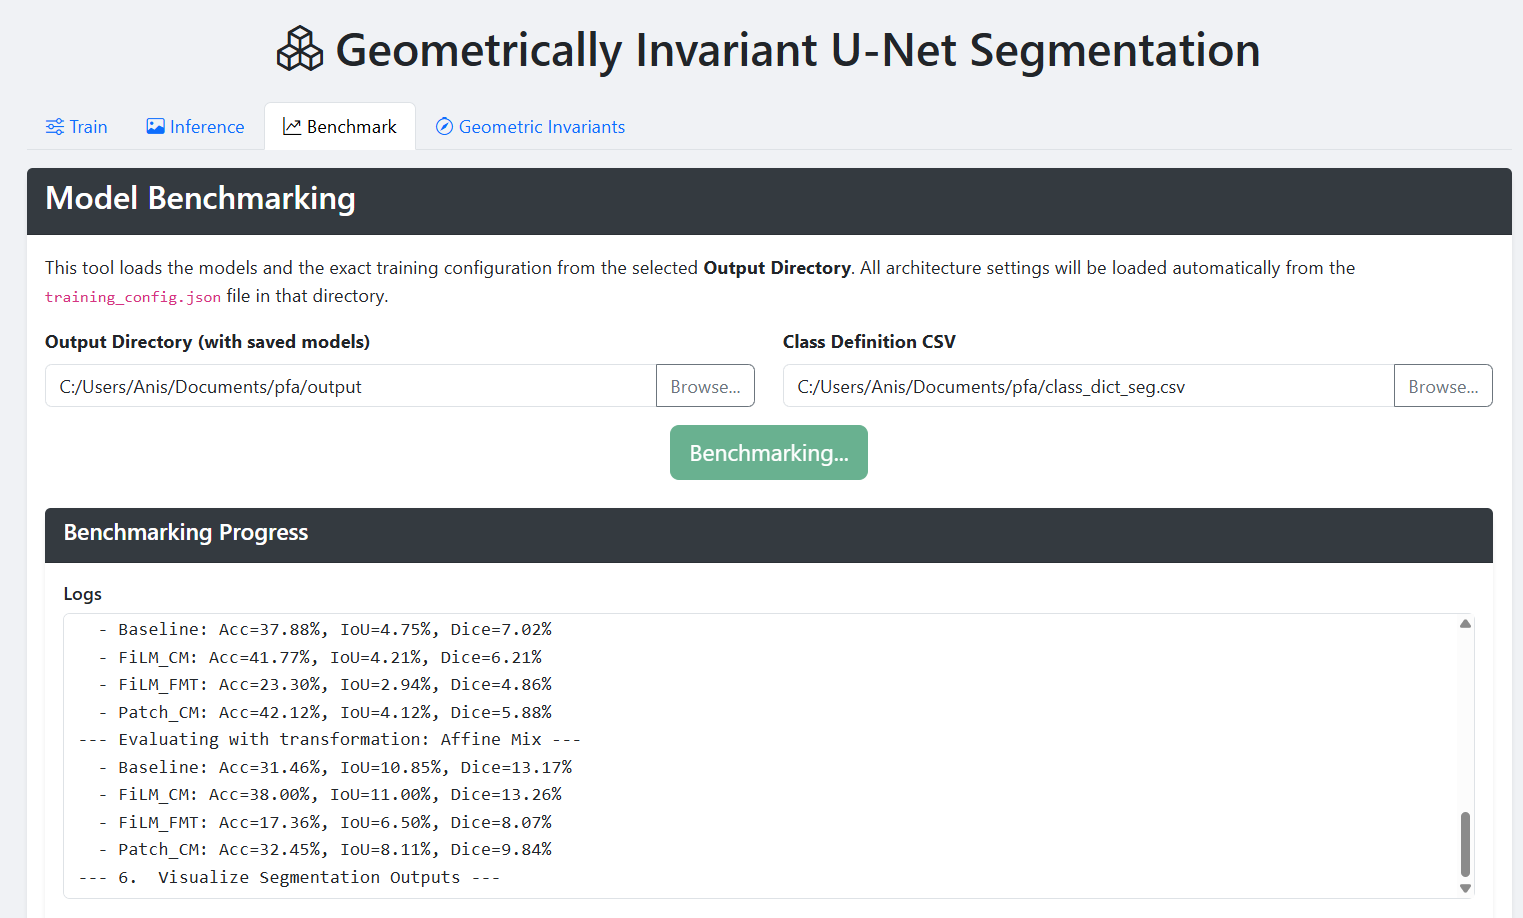 Geometrically Invariant U-Net Segmentation
Train
Inference
Benchmark
Geometric Invariants
Model Benchmarking
This tool loads the models and the exact training configuration from the selected Output Directory. All architecture settings will be loaded automatically from the
training_config.json file in that directory.
Output Directory (with saved models)
Class Definition CSV
C:/Users/Anis/Documents/pfa/output
Browse...
C:/Users/Anis/Documents/pfa/class_dict_seg.csv
Browse...
Benchmarking...
Benchmarking Progress
Logs
- Baseline: Acc=37.88%, IoU=4.75%, Dice=7.02%
- FiLM_CM: Acc=41.77%, IoU=4.21%, Dice=6.21%
- FiLM_FMT: Acc=23.30%, IoU=2.94%, Dice=4.86%
- Patch_CM: Acc=42.12%, IoU=4.12%, Dice=5.88%
--- Evaluating with transformation: Affine Mix ---
- Baseline: Acc=31.46%, IoU=10.85%, Dice=13.17%
- FiLM_CM: Acc=38.00%, IoU=11.00%, Dice=13.26%
- FiLM_FMT: Acc=17.36%, IoU=6.50%, Dice=8.07%
- Patch_CM: Acc=32.45%, IoU=8.11%, Dice=9.84%
--- 6.  Visualize Segmentation Outputs ---